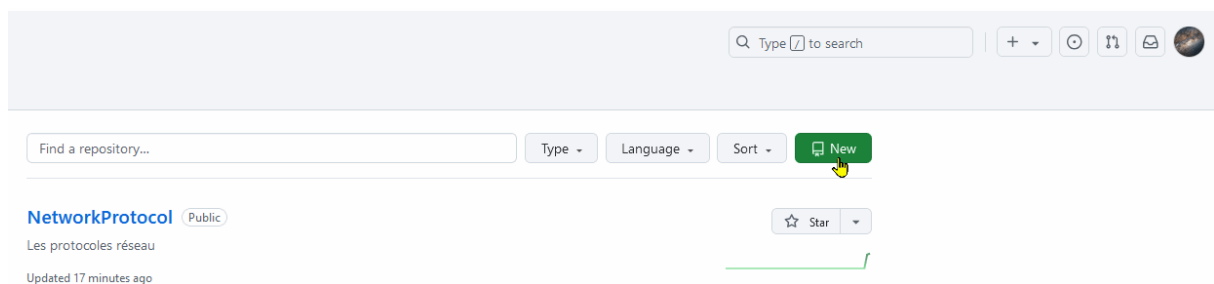 Type / to search
Find a repository...
Type
Language
Sort
New
NetworkProtocol Public
Star
Les protocoles réseau
Updated 17 minutes ago